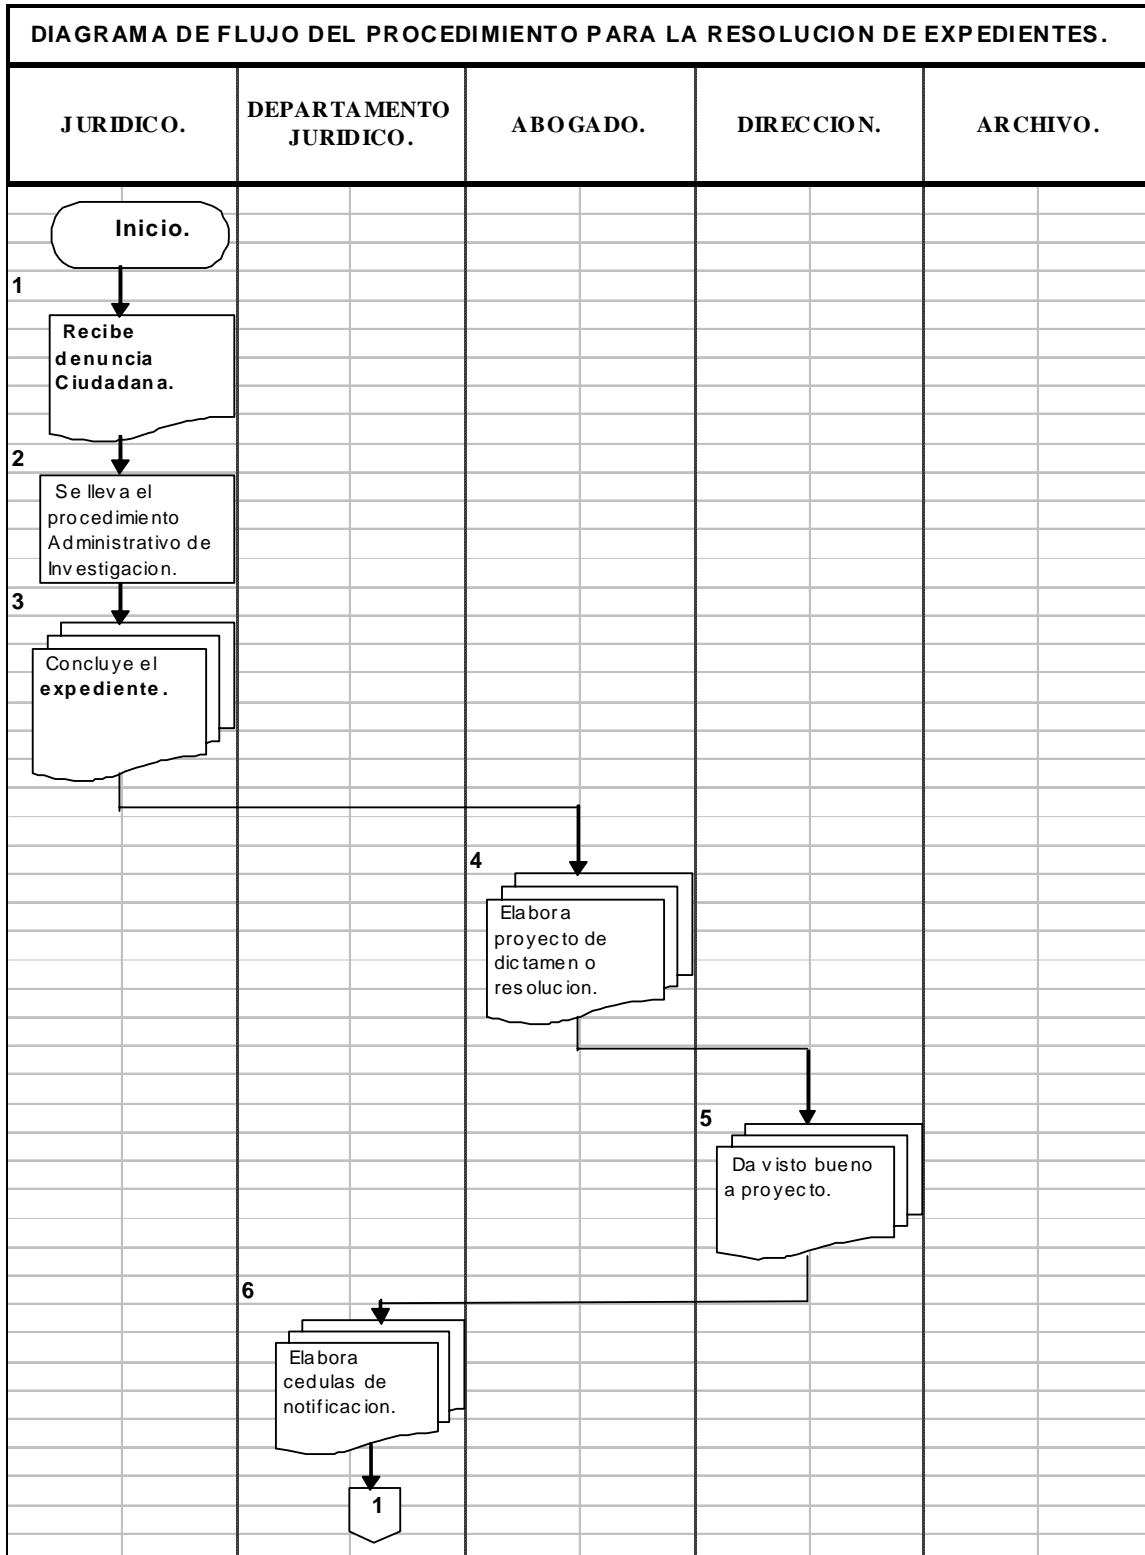 DIAGRAMA DE FLUJO DEL PROCEDIMIENTO PARA LA RESOLUCION DE EXPEDIENTES.
JURIDICO.
DEPARTAMENTO
JURIDICO.
ABOGADO.
DIRECCION.
ARCHIVO.
Inicio.
1
Recibe
denuncia
Ciudadana.
2
Se lleva el
procedimiento
Administrativo de
Investigacion.
3
Concluye el
expediente.
4
Elabora
proyecto de
dictamen o
resolucion.
5
Da visto bueno
a proyecto.
6
Elabora
cedulas de
notificacion.
1